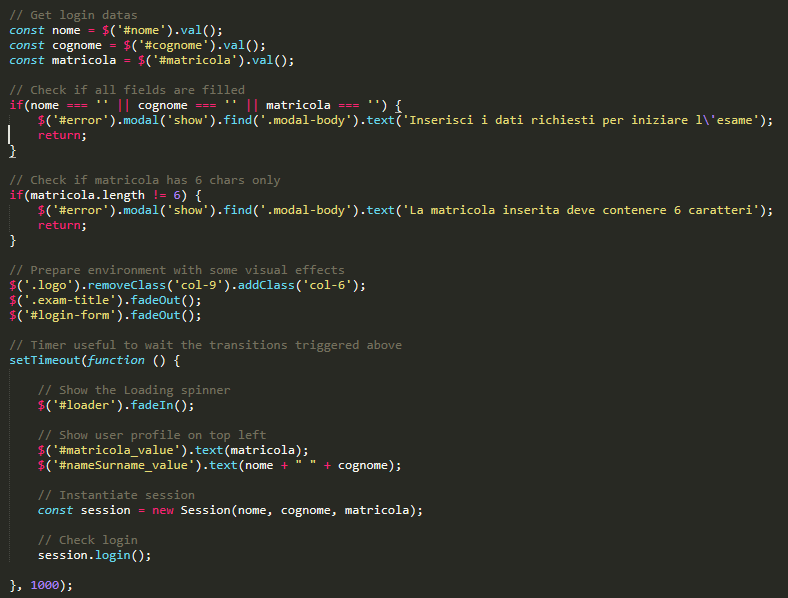 // Get login datas
const nome = $('#nome').val();
const cognome = $('#cognome').val();
const matricola = $('#matricola').val();
// Check if all fields are filled
if(nome === '' || cognome === '' || matricola === '') {
$('#error').modal('show').find('.modal-body').text('Inserisci i dati richiesti per iniziare l\'esame');
return;
}
// Check if matricola has 6 chars only
if(matricola.length != 6) {
$('#error').modal('show').find('.modal-body').text('La matricola inserita deve contenere 6 caratteri');
return;
}
// Prepare environment with some visual effects
$('.logo').removeClass('col-9').addClass('col-6');
$('.exam-title').fadeOut();
$('#login-form').fadeOut();
// Timer useful to wait the transitions triggered above
setTimeout(function () {
// Show the Loading spinner
$('#loader').fadeIn();
// Show user profile on top left
$('#matricola_value').text(matricola);
$('#nameSurname_value').text(nome + " " + cognome);
// Instantiate session
const session = new Session(nome, cognome, matricola);
// Check login
session.login();
}, 1000);